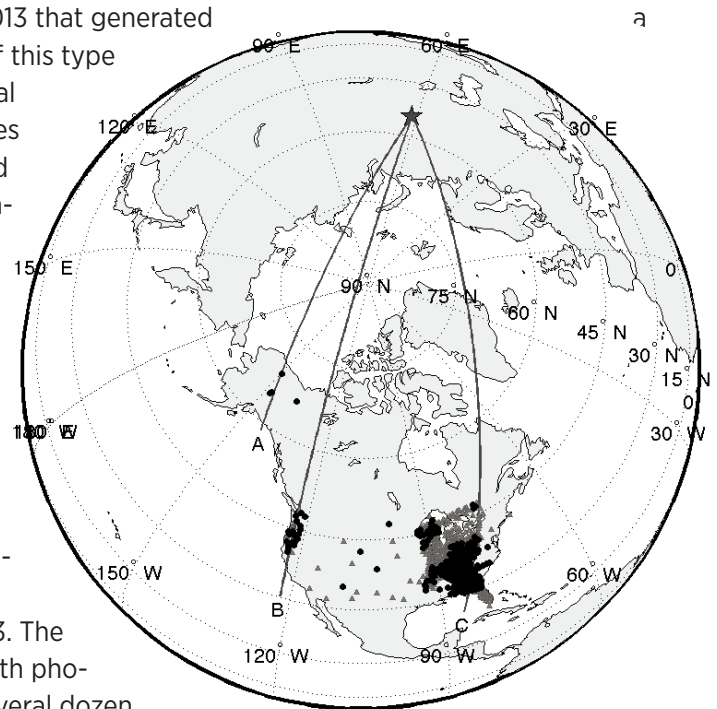 013 that generated
f this type
al
es
d
n-
-
3. The
th pho-
veral dozen
a
90° E
60° E
120° E
30° E
150° E
0
90 N
75 N
60 N
45 N
30 N
15 N
0
180 W
30 W
A
150 W
60 W
B
C
120 W
90 W